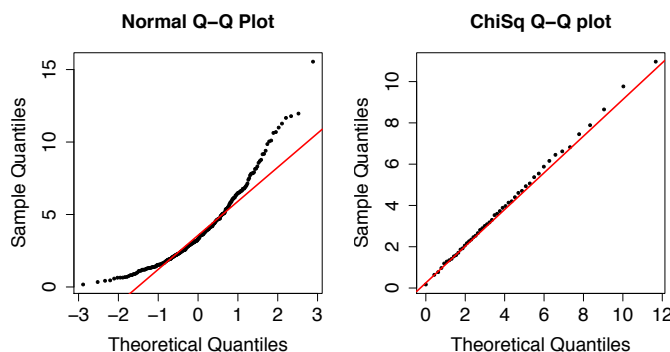 Normal Q−Q Plot
15
10
5
0
Sample Quantiles
−3 −2 −1 0 1 2 3
Theoretical Quantiles
ChiSq Q−Q plot
10
8
6
4
2
0
Sample Quantiles
0 2 4 6 8 10 12
Theoretical Quantiles